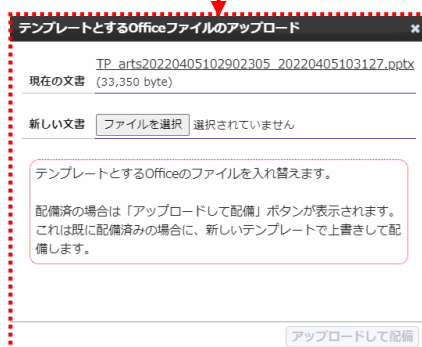 テンプレートとするOfficeファイルのアップロード ×
TP_arts20220405102902305_20220405103127.pptx
現在の文書 (33,350 byte)
新しい文書 ファイルを選択 選択されていません
テンプレートとするOfficeのファイルを入れ替えます。
配備済の場合は「アップロードして配備」ボタンが表示されます。
これは既に配備済みの場合に、新しいテンプレートで上書きして配
備します。
アップロードして配備